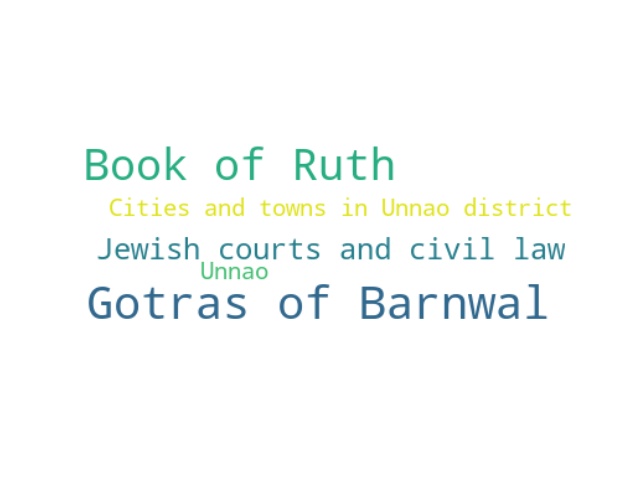 Book of Ruth
Cities and towns in Unnao district
Jewish courts and civil law
Unnao
Gotras of Barnwal